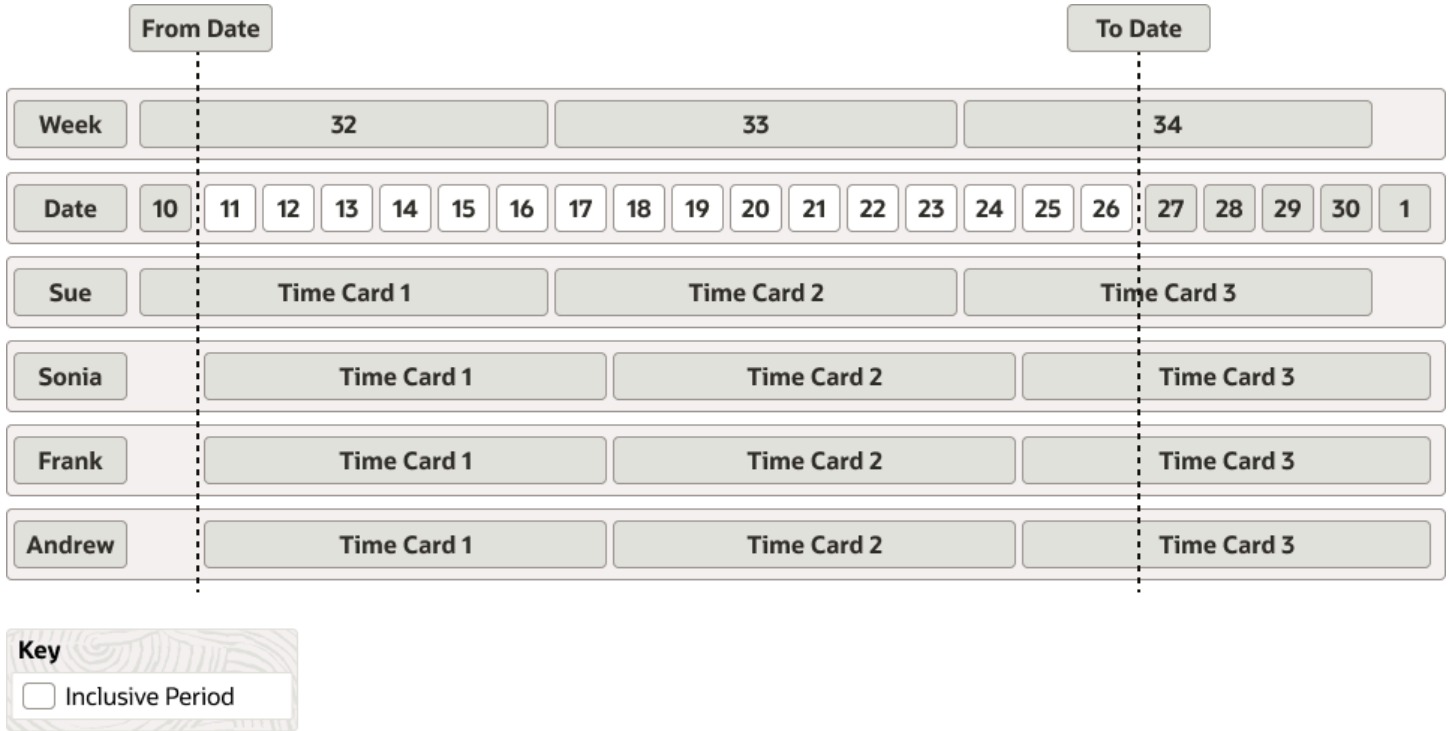 From Date To Date
Week 32 33 34
Date 10 11 12 13 14 15 16 17 18 19 20 21 22 23 24 25 26 27 28 29 30 1
Sue Time Card 1 Time Card 2 Time Card 3
Sonia Time Card 1 Time Card 2 Time Card 3
Frank Time Card 1 Time Card 2 Time Card 3
Andrew Time Card 1 Time Card 2 Time Card 3
Key
Inclusive Period